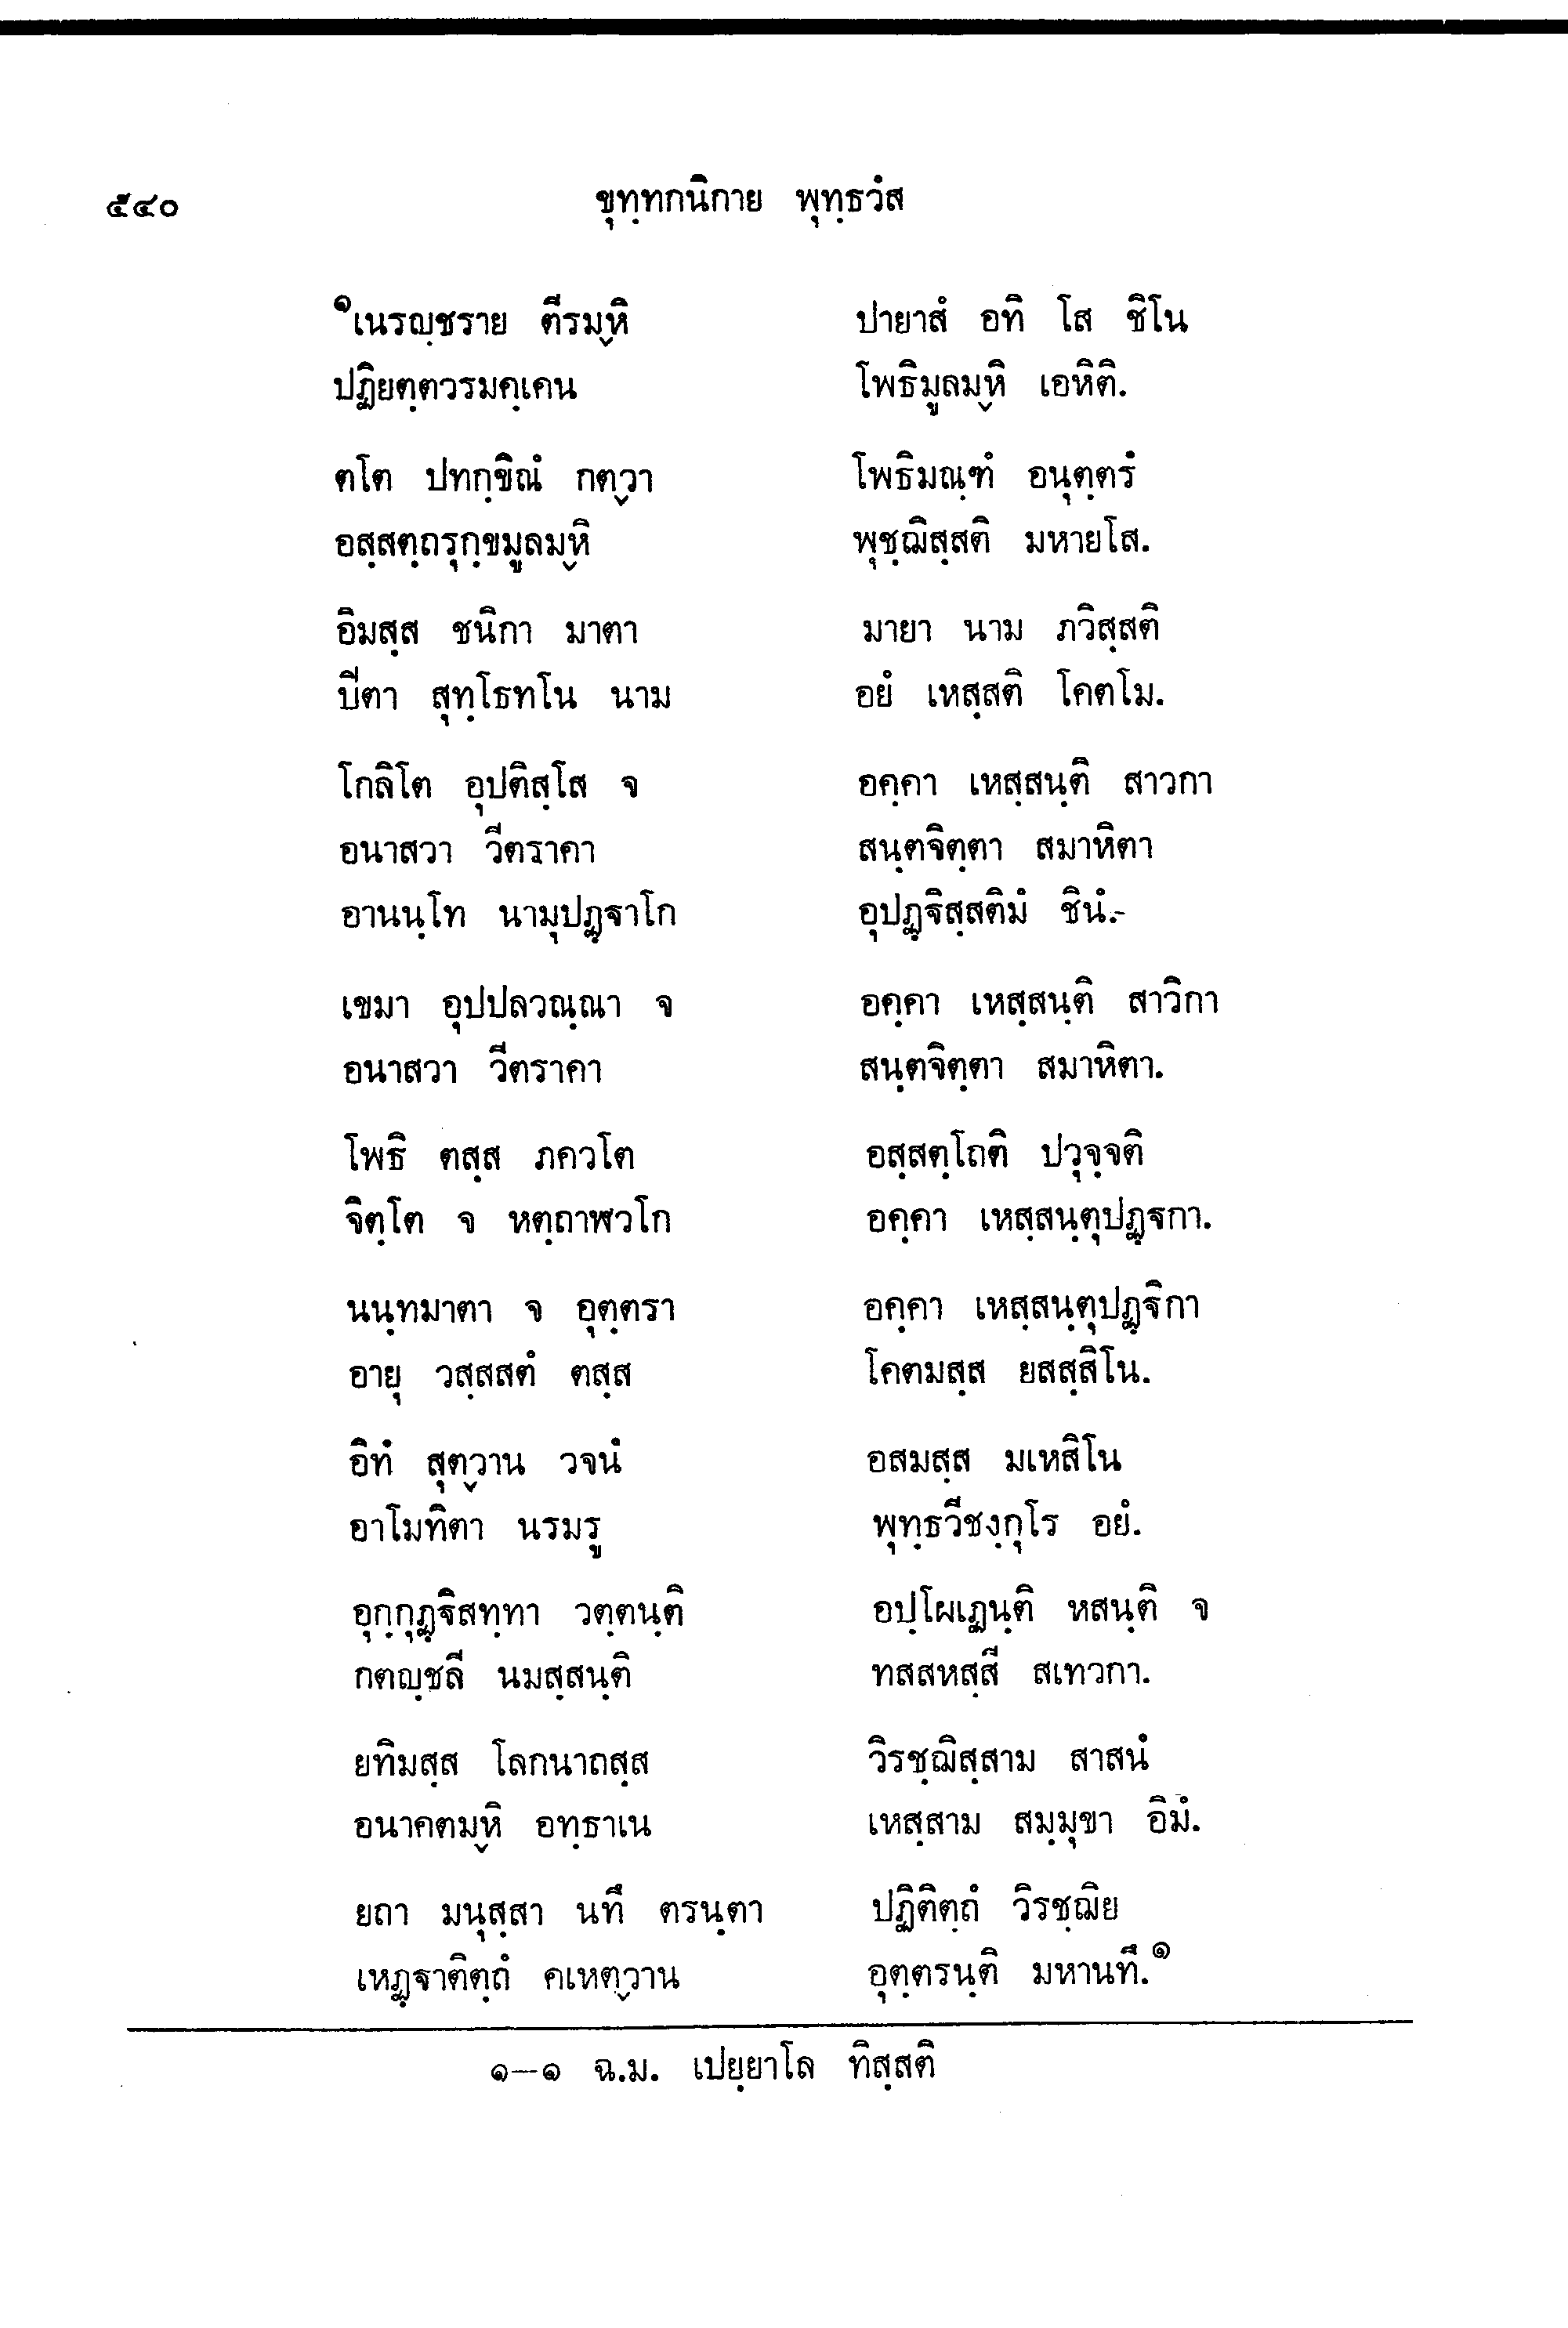 ๕๔๐ ขุทฺทกนิกาย พุทฺธวํส
๑เนรญฺชราย ตีรมฺหิ ปายาสํ อทิ โส ชิโน
ปฏิยตฺตวรมคฺเคน โพธิมูลมฺหิ เอหิติ.
ตโต ปทกฺขิณํ กตฺวา โพธิมณฺฑํ อนุตฺตรํ
อสฺสตฺถรุกฺขมูลมฺหิ พุชฺฌิสฺสติ มหายโส.
อิมสฺส ชนิกา มาตา มายา นาม ภวิสฺสติ
ปีตา สุทฺโธทโน นาม อยํ เหสฺสติ โคตโม.
โกลิโต อุปติสฺโส จ อคฺคา เหสฺสนฺติ สาวกา
อนาสวา วีตราคา สนฺตจิตฺตา สมาหิตา
อานนฺโท นามุปฏฺฐาโก อุปฏฺฐิสฺสติมํ ชินํ.-
เขมา อุปปลวณฺณา จ อคฺคา เหสฺสนฺติ สาวิกา
อนาสวา วีตราคา สนฺตจิตฺตา สมาหิตา.
โพธิ ตสฺส ภควโต อสฺสตฺโถติ ปวุจฺจติ
จิตฺโต จ หตฺถาฬวโก อคฺคา เหสฺสนฺตุปฏฺฐกา.
นนฺทมาตา จ อุตฺตรา อคฺคา เหสฺสนฺตุปฏฺฐิกา
อายุ วสฺสสตํ ตสฺส โคตมสฺส ยสสฺสิโน.
อิทํ สุตฺวาน วจนํ อสมสฺส มเหสิโน
อาโมทิตา นรมรู พุทฺธวีชงฺกุโร อยํ.
อุกฺกุฏฺฐิสทฺทา วตฺตนฺติ อปฺโผเฏนฺติ หสนฺติ จ
กตญฺชลี นมสฺสนฺติ ทสสหสฺสี สเทวกา.
ยทิมสฺส โลกนาถสฺส วิรชฺฌิสฺสาม สาสนํ
อนาคตมฺหิ อทฺธาเน เหสฺสาม สมฺมุขา อิมํ.
ยถา มนุสฺสา นทึ ตรนฺตา ปฏิติตฺถํ วิรชฺฌิย
เหฏฺฐาติตฺถํ คเหตฺวาน อุตฺตรนฺติ มหานทึ.๑
๑–๑ ฉ.ม. เปยฺยาโล ทิสฺสติ